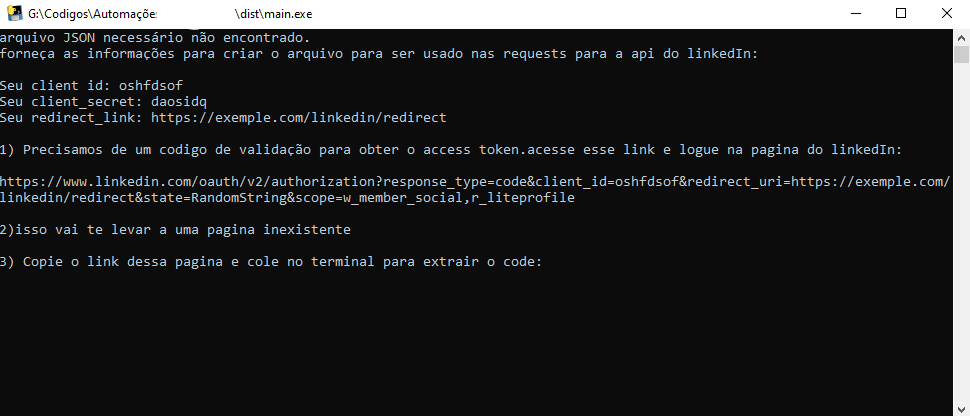 G:\Codigos\Automações \dist\main.exe
arquivo JSON necessário não encontrado.
forneça as informações para criar o arquivo para ser usado nas requests para a api do linkedIn:
Seu client id: oshfdsof
Seu client_secret: daosidq
Seu redirect_link: https://exemple.com/linkedin/redirect
1) Precisamos de um codigo de validação para obter o access token.acesse esse link e logue na pagina do linkedIn:
https://www.linkedin.com/oauth/v2/authorization?response_type=code&client_id=oshfdsof&redirect_uri=https://exemple.com/
linkedin/redirect&state=RandomString&scope=w_member_social,r_liteprofile
2)isso vai te levar a uma pagina inexistente
3) Copie o link dessa pagina e cole no terminal para extrair o code: